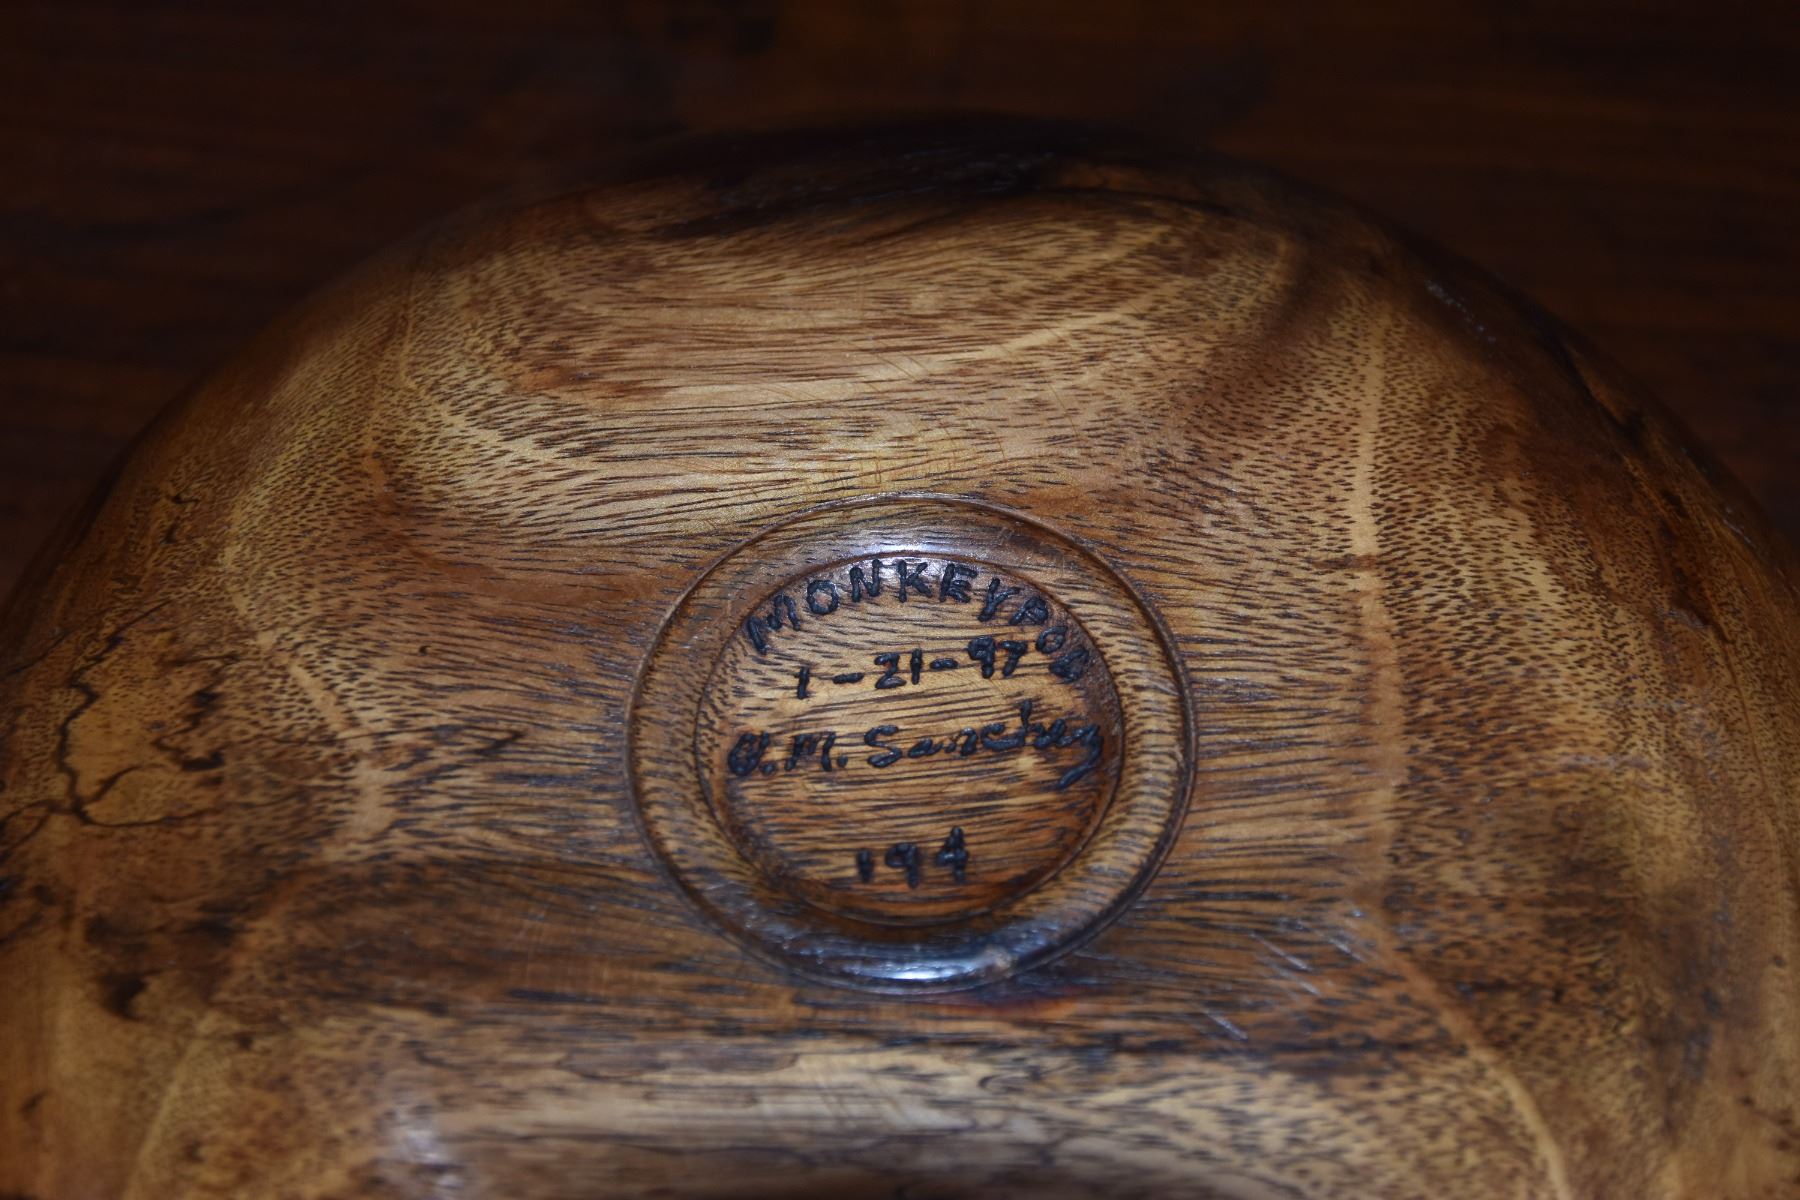 MONKEYPOD
1-21-97
O.M. Sanchez
194